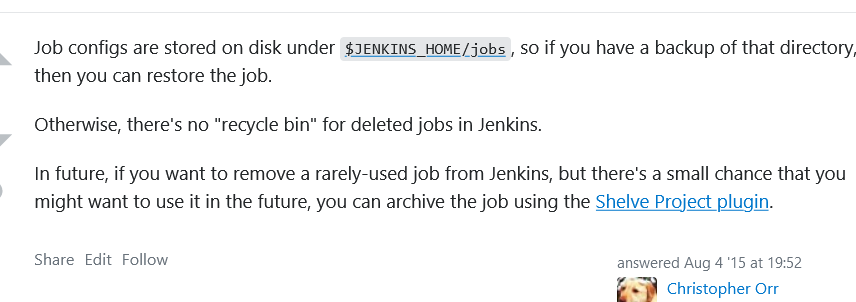 Job configs are stored on disk under $JENKINS_HOME/jobs, so if you have a backup of that directory,
then you can restore the job.
Otherwise, there's no "recycle bin" for deleted jobs in Jenkins.
In future, if you want to remove a rarely-used job from Jenkins, but there's a small chance that you
might want to use it in the future, you can archive the job using the Shelve Project plugin.
Share Edit Follow
answered Aug 4 '15 at 19:52
Christopher Orr